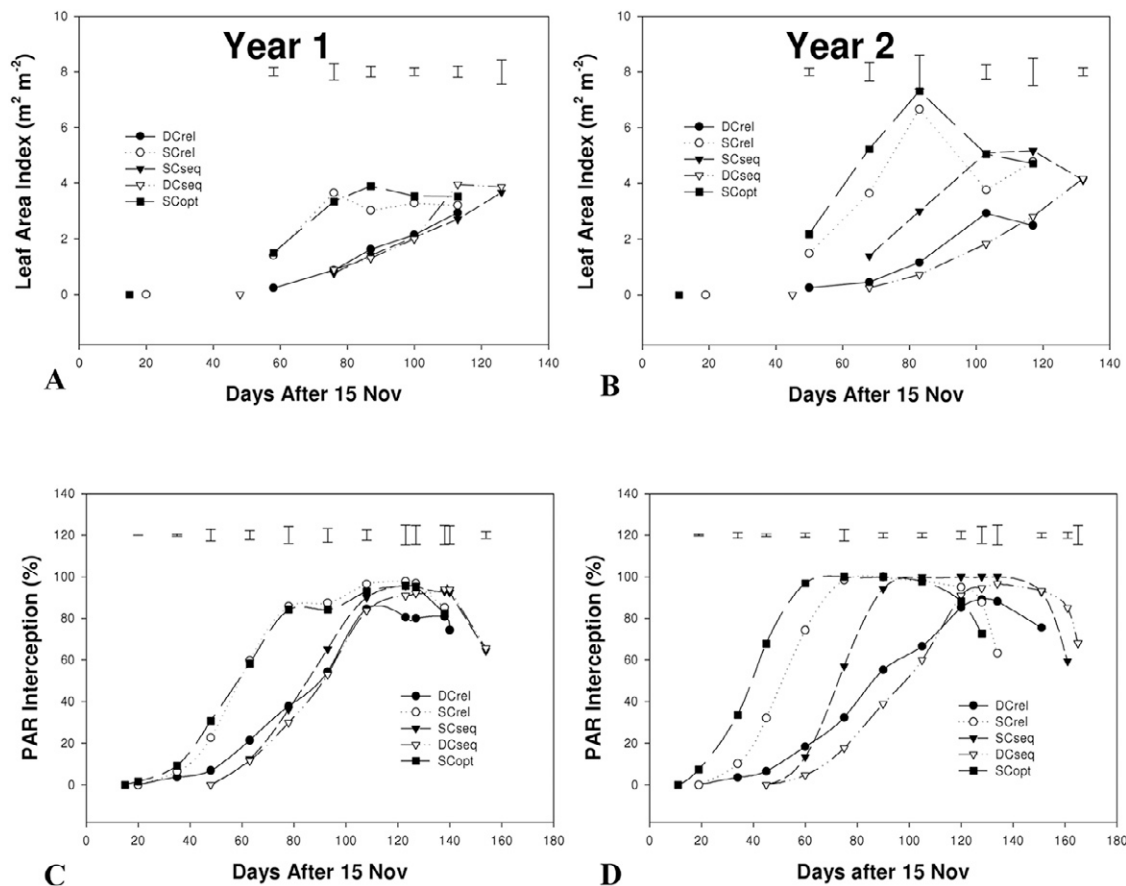 Year 1
10
8
6
4
2
0
Leaf Area Index (m² m⁻²)
DCrel
SCrel
SCseq
DCseq
SCopt
0 20 40 60 80 100 120 140
A
Days After 15 Nov
Year 2
10
8
6
4
2
0
Leaf Area Index (m² m⁻²)
DCrel
SCrel
SCseq
DCseq
SCopt
0 20 40 60 80 100 120 140
B
Days After 15 Nov
140
120
100
80
60
40
20
0
PAR Interception (%)
DCrel
SCrel
SCseq
DCseq
SCopt
0 20 40 60 80 100 120 140 160 180
C
Days After 15 Nov
140
120
100
80
60
40
20
0
PAR Interception (%)
DCrel
SCrel
SCseq
DCseq
SCopt
0 20 40 60 80 100 120 140 160 180
D
Days after 15 Nov